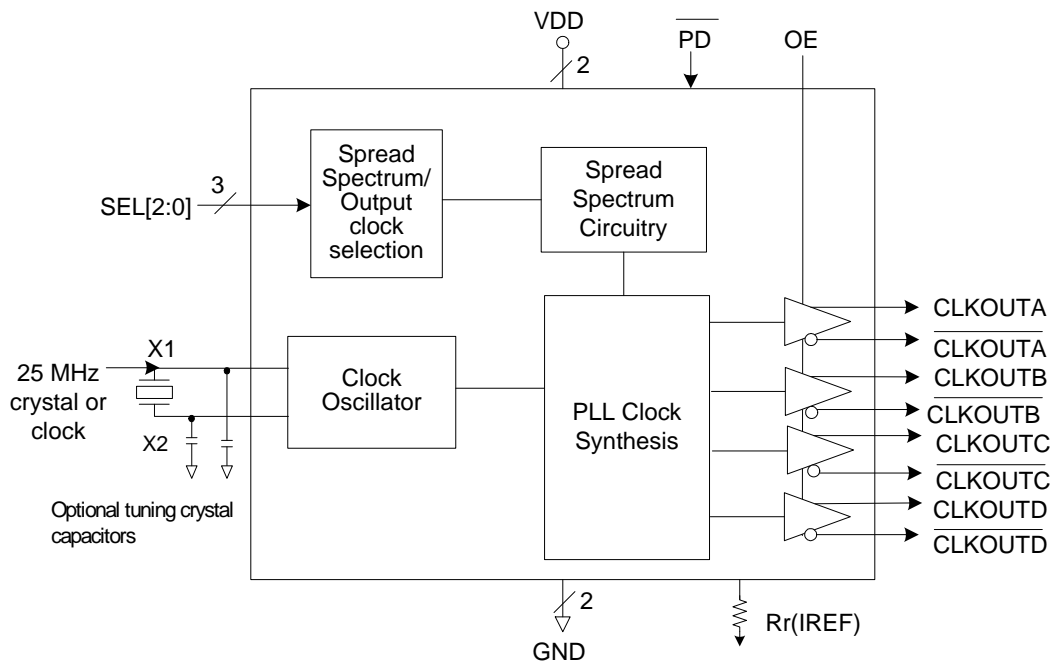 VDD
PD
OE
2
Spread
Spectrum/
Output
clock
selection
Spread
Spectrum
Circuitry
3
SEL[2:0]
CLKOUTA
CLKOUTA
CLKOUTB
CLKOUTB
CLKOUTC
CLKOUTC
CLKOUTD
CLKOUTD
X1
25 MHz
crystal or
clock
X2
Clock
Oscillator
PLL Clock
Synthesis
Optional tuning crystal
capacitors
2
GND
Rr(IREF)